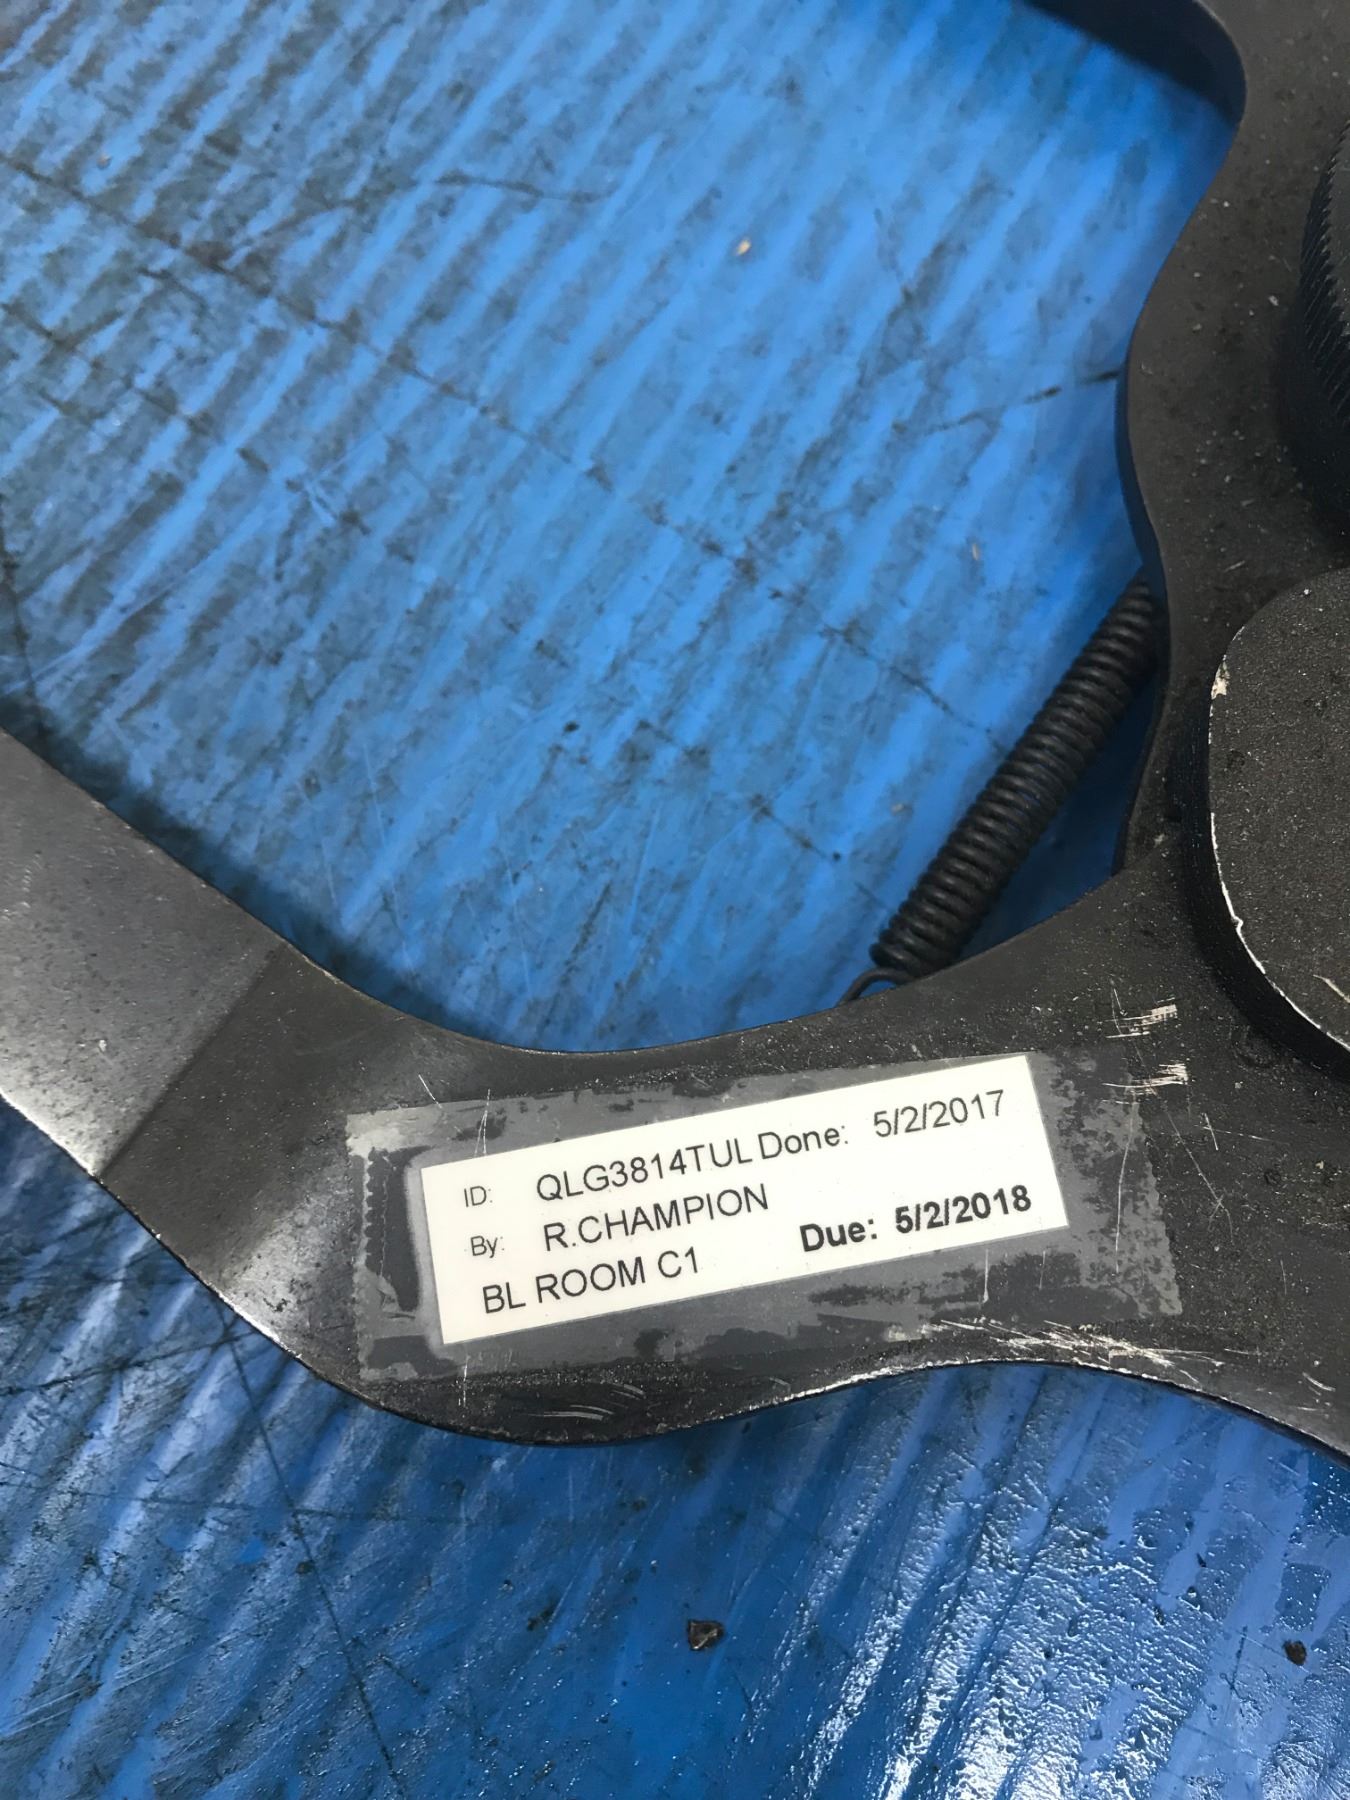 ID: QLG3814TUL Done: 5/2/2017
By: R.CHAMPION
BL ROOM C1 Due: 5/2/2018